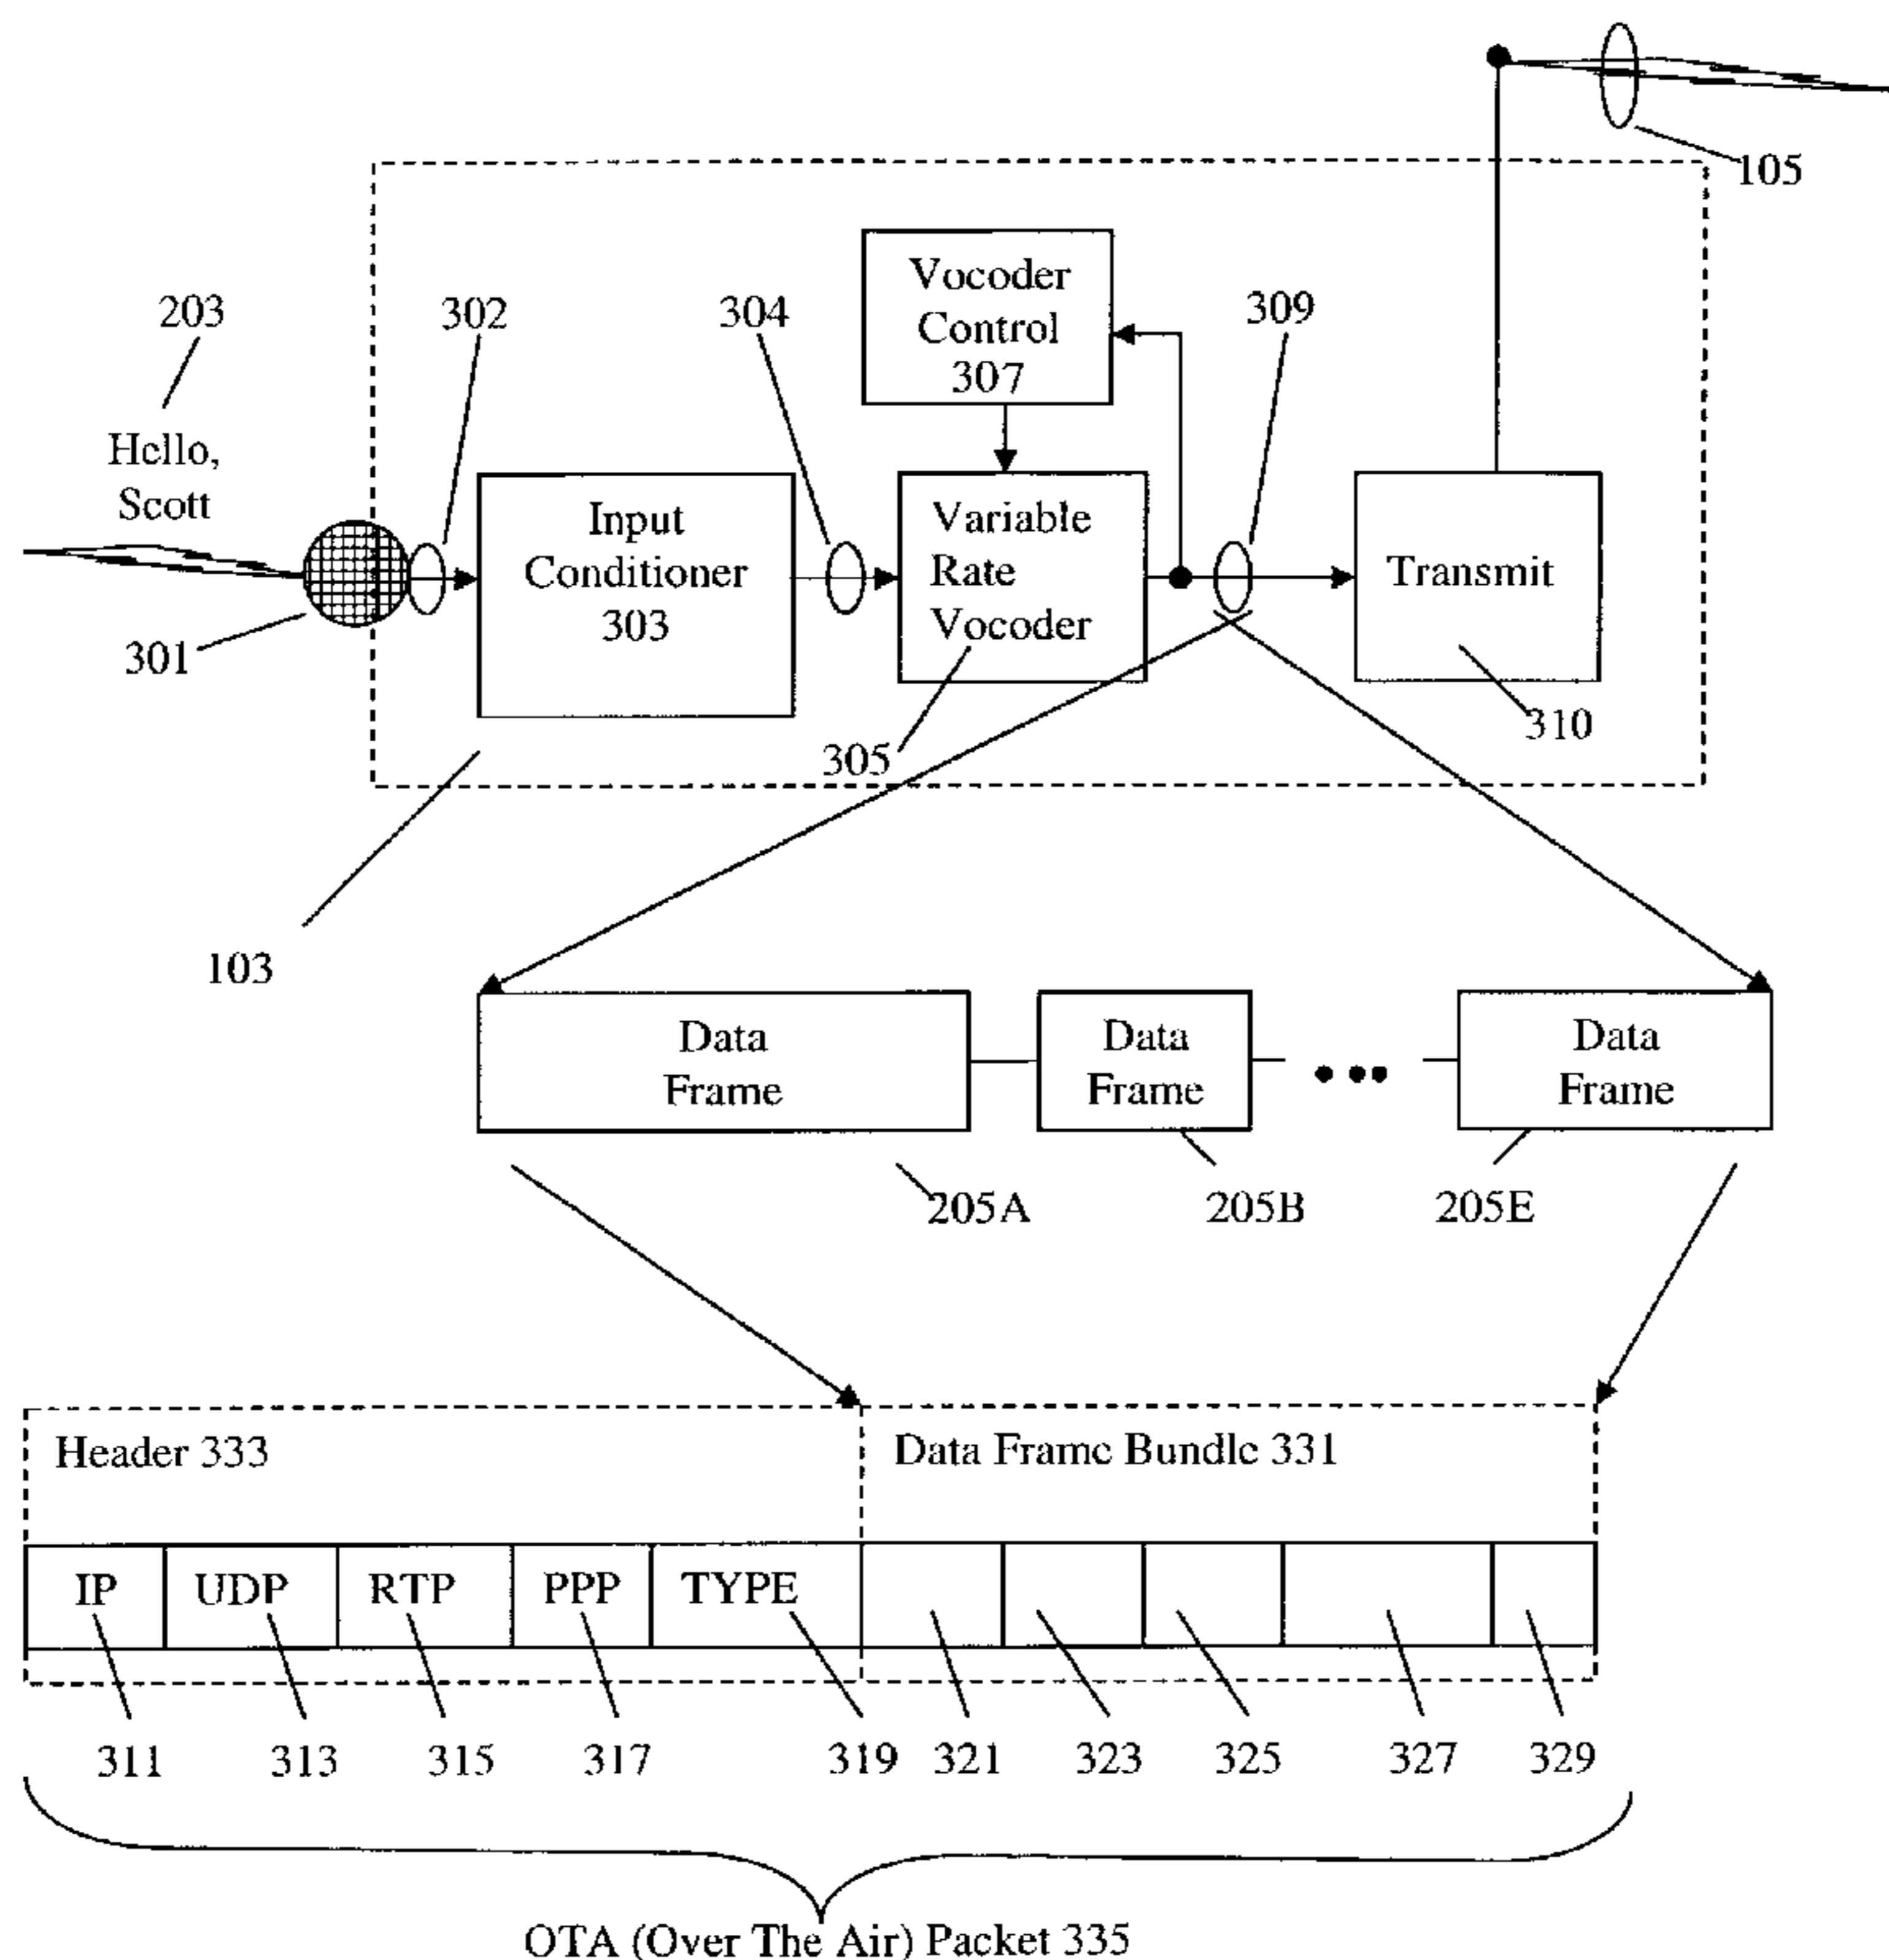 105
Vocoder
Control
307
203
302
304
309
Hello,
Scott
Input
Conditioner
303
Variable
Rate
Vocoder
Transmit
301
305
310
103
Data
Frame
Data
Frame
Data
Frame
205A
205B
205E
Header 333
Data Frame Bundle 331
IP
UDP
RTP
PPP
TYPE
311
313
315
317
319
321
323
325
327
329
OTA (Over The Air) Packet 335